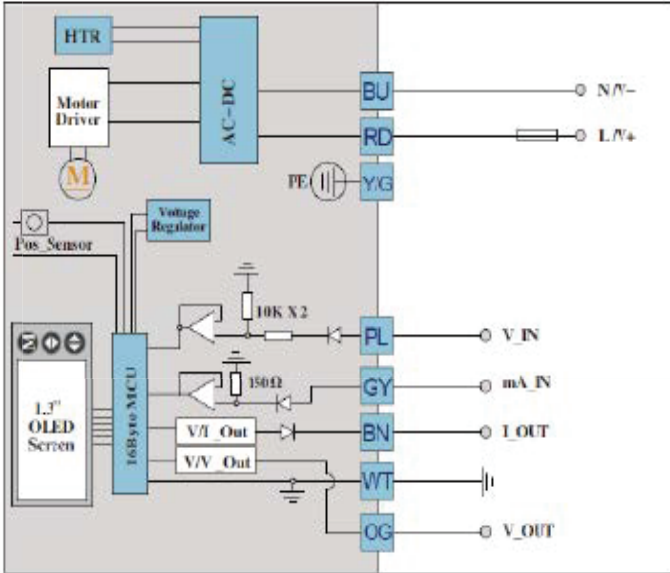 HTR
AC-DC
Motor
Driver
M
BU
N/V-
RD
L/V+
PE
Y/G
Voltage
Regulator
Pos_Sensor
10K X 2
PL
V_IN
150Ω
GY
mA_IN
1.3"
OLED
Screen
16Byte MCU
V/I_Out
BN
I_OUT
V/V_Out
WT
OG
V_OUT